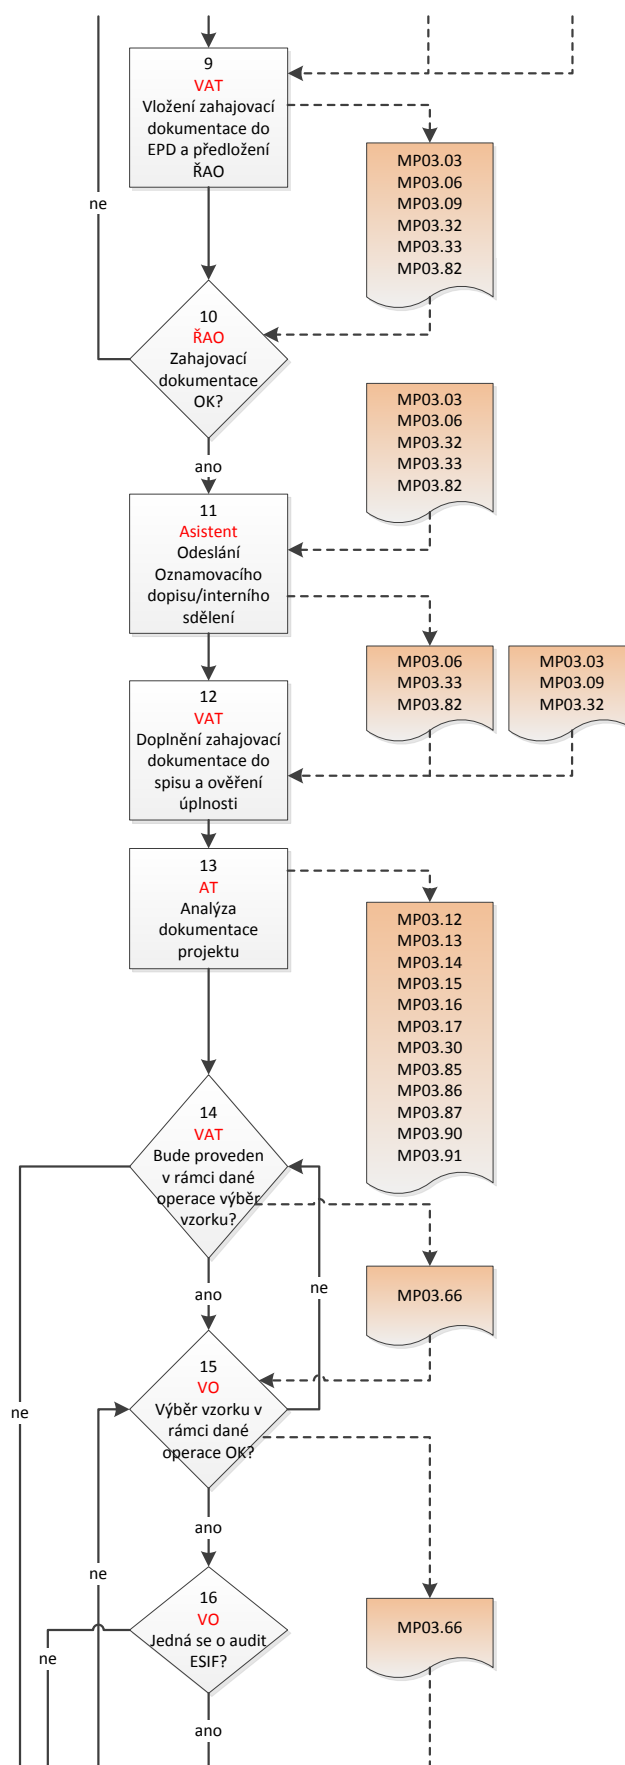 9
VAT
Vložení zahajovací
dokumentace do
EPD a předložení
ŘAO
MP03.03
MP03.06
MP03.09
MP03.32
MP03.33
MP03.82
ne
10
ŘAO
Zahajovací
dokumentace
OK?
MP03.03
MP03.06
MP03.32
MP03.33
MP03.82
ano
11
Asistent
Odeslání
Oznamovacího
dopisu/interního
sdělení
MP03.06
MP03.33
MP03.82
MP03.03
MP03.09
MP03.32
12
VAT
Doplnění zahajovací
dokumentace do
spisu a ověření
úplnosti
13
AT
Analýza
dokumentace
projektu
MP03.12
MP03.13
MP03.14
MP03.15
MP03.16
MP03.17
MP03.30
MP03.85
MP03.86
MP03.87
MP03.90
MP03.91
14
VAT
Bude proveden
v rámci dané
operace výběr
vzorku?
ne
ano
MP03.66
15
VO
Výběr vzorku v
rámci dané
operace OK?
ne
ano
ne
16
VO
Jedná se o audit
ESIF?
MP03.66
ne
ano